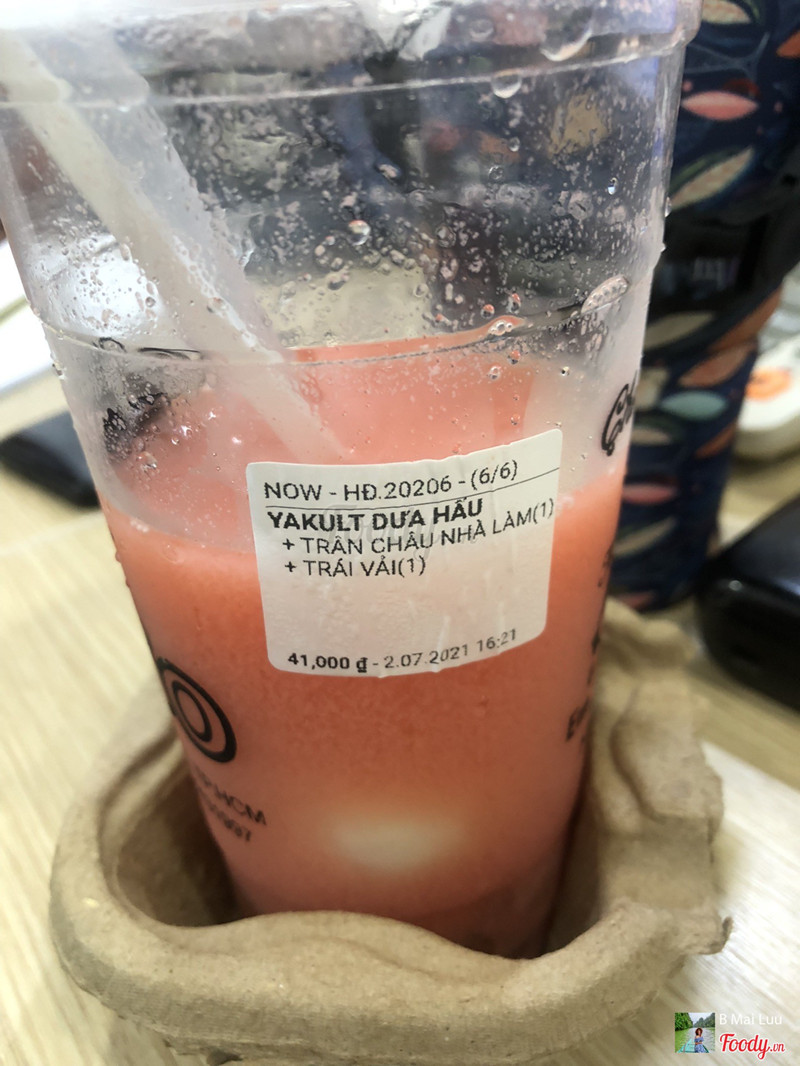 NOW - HĐ.20206 - (6/6)
YAKULT DƯA HẤU
+ TRÂN CHÂU NHÀ LÀM(1)
+ TRÁI VẢI(1)
41,000 ₫ - 2.07.2021 16:21
B Mai Luu
Foody.vn